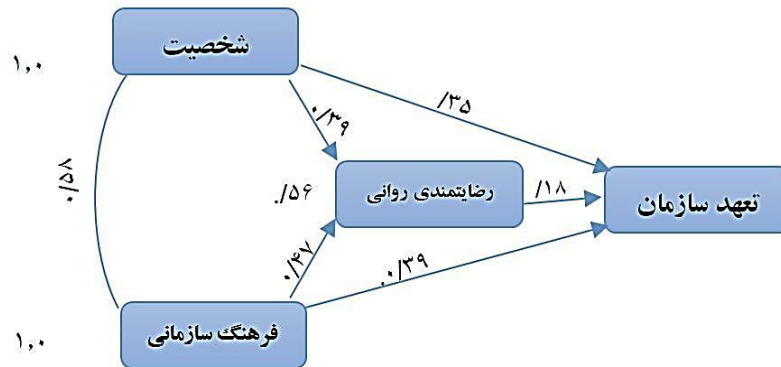 شخصیت
۱٫۰
۰/۳۹
/۳۵
۰/۵۸
رضایتمندی روانی
./۵۶
/۱۸
تعهد سازمان
۰/۴۷
.۰/۳۹
فرهنگ سازمانی
۱٫۰